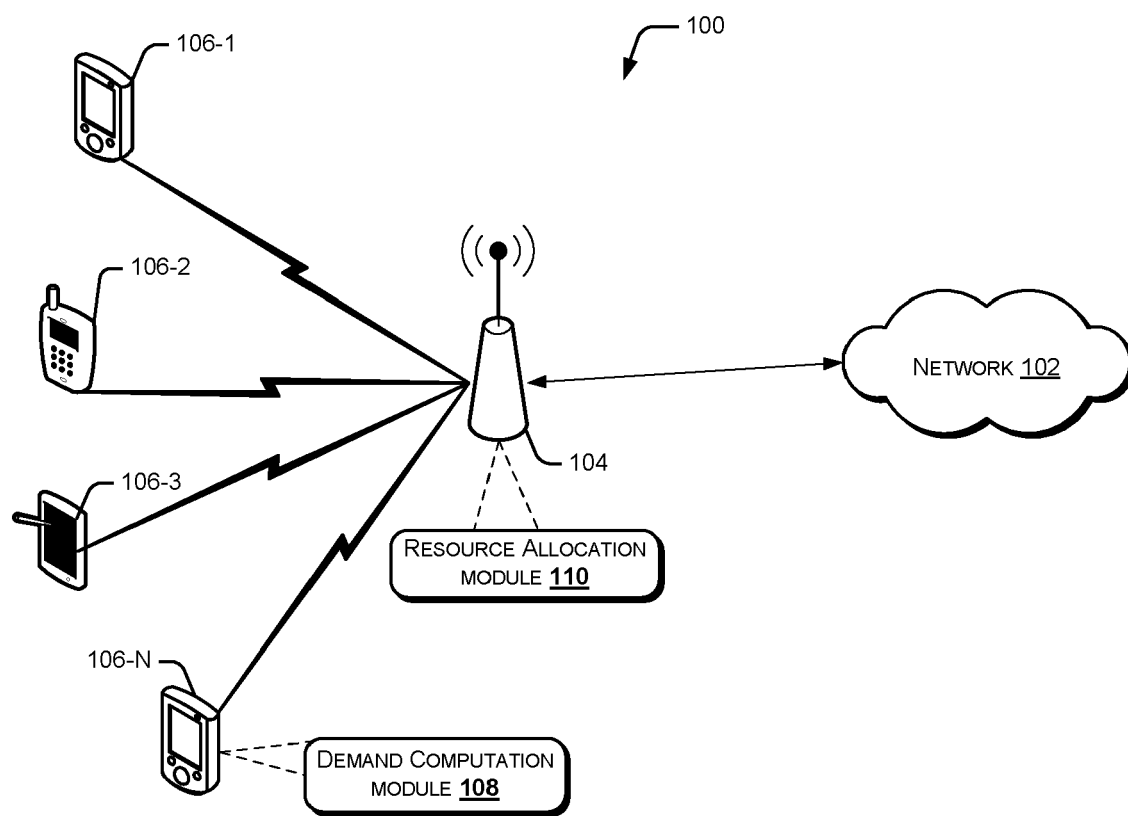 100
106-1
106-2
NETWORK 102
104
106-3
RESOURCE ALLOCATION
MODULE 110
106-N
DEMAND COMPUTATION
MODULE 108